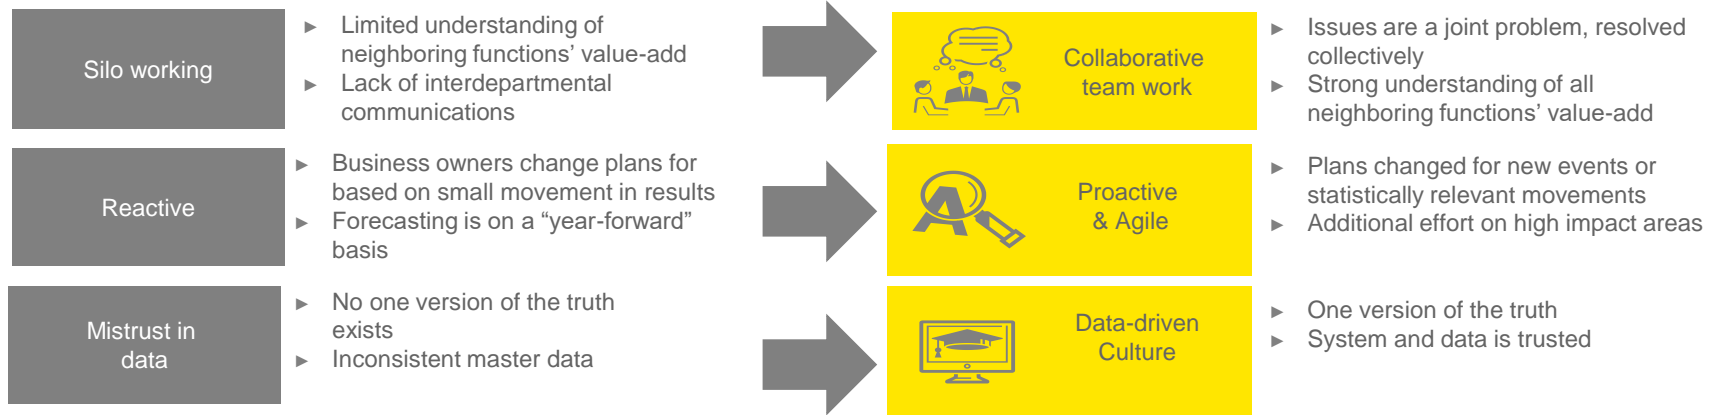 Silo working
► Limited understanding of
neighboring functions’ value-add
► Lack of interdepartmental
communications
Collaborative
team work
► Issues are a joint problem, resolved
collectively
► Strong understanding of all
neighboring functions’ value-add
Reactive
► Business owners change plans for
based on small movement in results
► Forecasting is on a “year-forward”
basis
Proactive
& Agile
► Plans changed for new events or
statistically relevant movements
► Additional effort on high impact areas
Mistrust in
data
► No one version of the truth
exists
► Inconsistent master data
Data-driven
Culture
► One version of the truth
► System and data is trusted